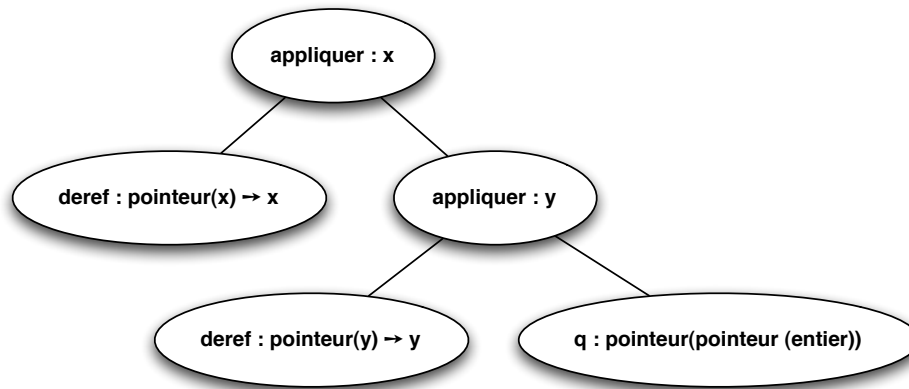 appliquer : x
deref : pointeur(x) → x
appliquer : y
deref : pointeur(y) → y
q : pointeur(pointeur (entier))